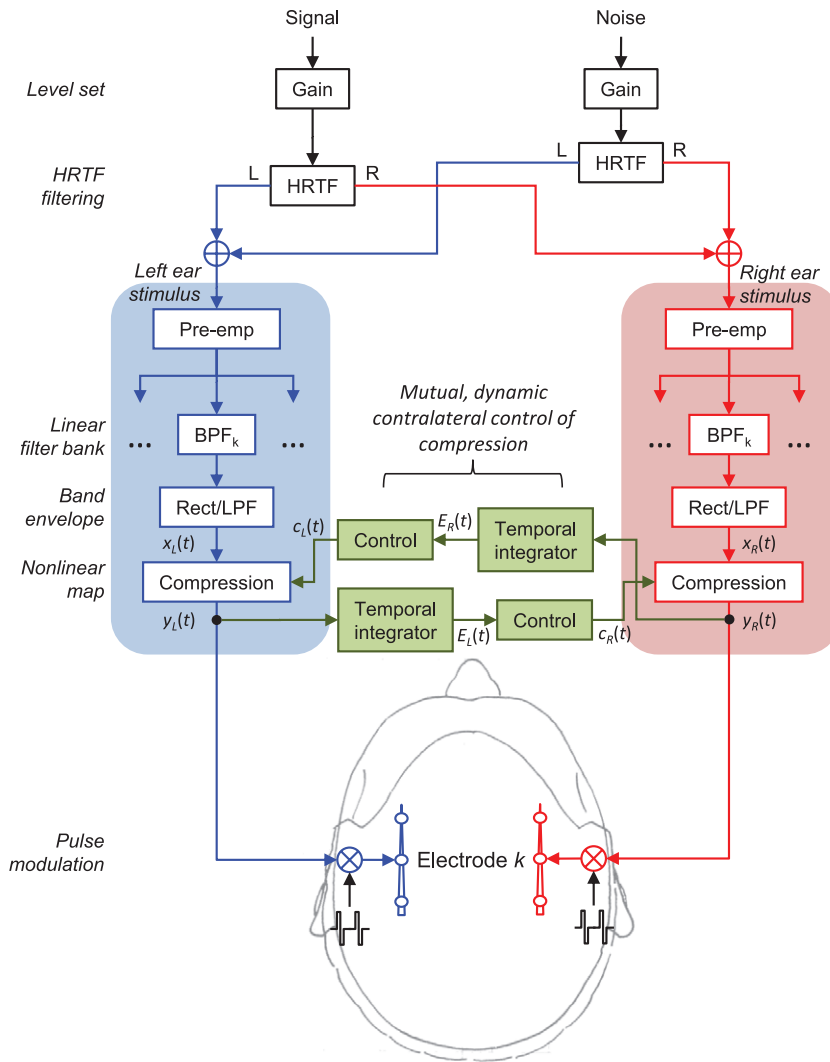 Signal
Noise
Level set
Gain
Gain
HRTF
filtering
L
HRTF
R
L
HRTF
R
Left ear
stimulus
Right ear
stimulus
Pre-emp
Pre-emp
Mutual, dynamic
contralateral control of
compression
Linear
filter bank
...
BPFk
...
...
BPFk
...
Band
envelope
Rect/LPF
Rect/LPF
xL(t)
cL(t)
Control
ER(t)
Temporal
integrator
xR(t)
Nonlinear
map
Compression
Compression
yL(t)
Temporal
integrator
EL(t)
Control
cR(t)
yR(t)
Pulse
modulation
Electrode k